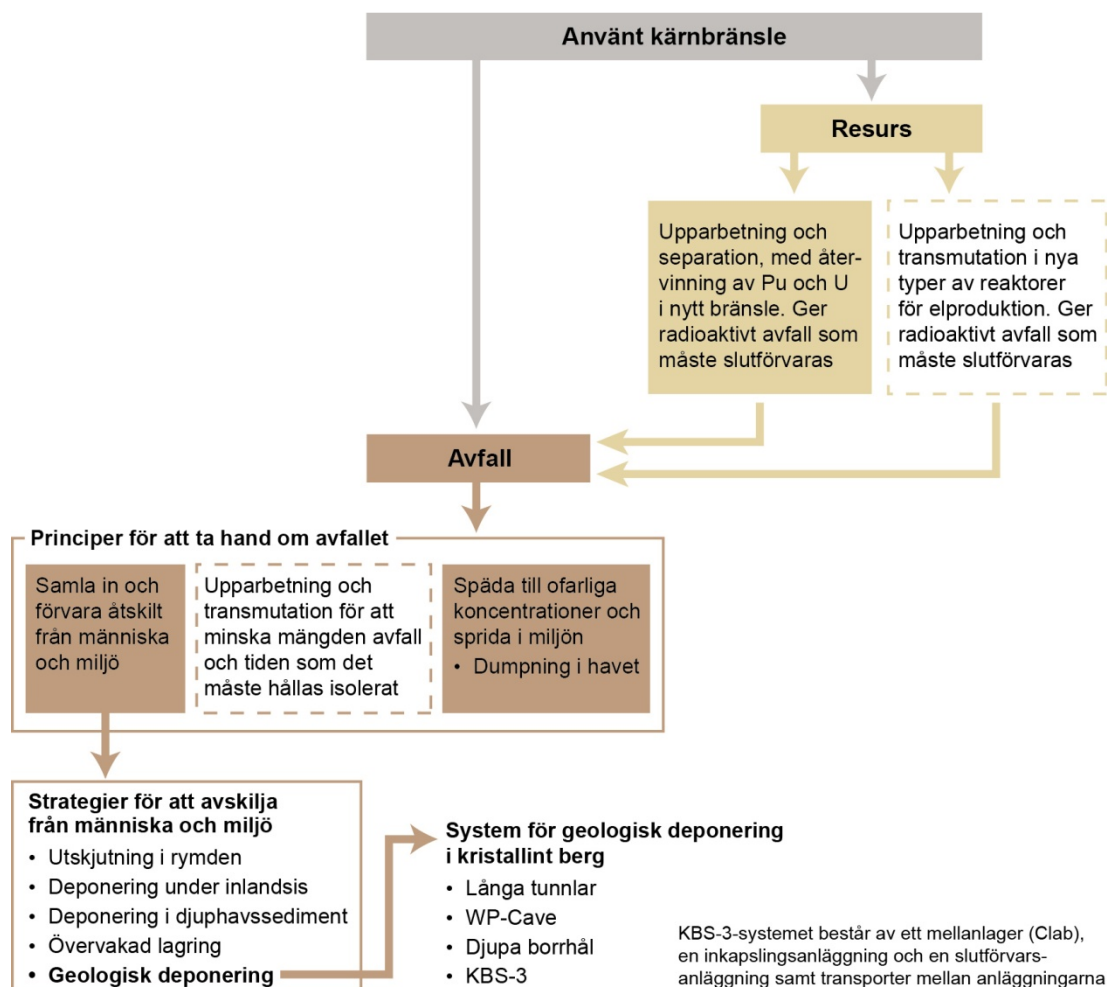 Använt kärnbränsle
Resurs
Upparbetning och
separation, med åter-
vinning av Pu och U
i nytt bränsle. Ger
radioaktivt avfall som
måste slutförvaras
Upparbetning och
transmutation i nya
typer av reaktorer
för elproduktion. Ger
radioaktivt avfall som
måste slutförvaras
Avfall
Principer för att ta hand om avfallet
Samla in och
förvara åtskilt
från människa
och miljö
Upparbetning och
transmutation för att
minska mängden avfall
och tiden som det
måste hållas isolerat
Späda till ofarliga
koncentrationer och
sprida i miljön
• Dumpning i havet
Strategier för att avskilja
från människa och miljö
• Utskjutning i rymden
• Deponering under inlandsis
• Deponering i djuphavssediment
• Övervakad lagring
• Geologisk deponering
System för geologisk deponering
i kristallint berg
• Långa tunnlar
• WP-Cave
• Djupa borrhål
• KBS-3
KBS-3-systemet består av ett mellanlager (Clab),
en inkapslingsanläggning och en slutförvars-
anläggning samt transporter mellan anläggningarna